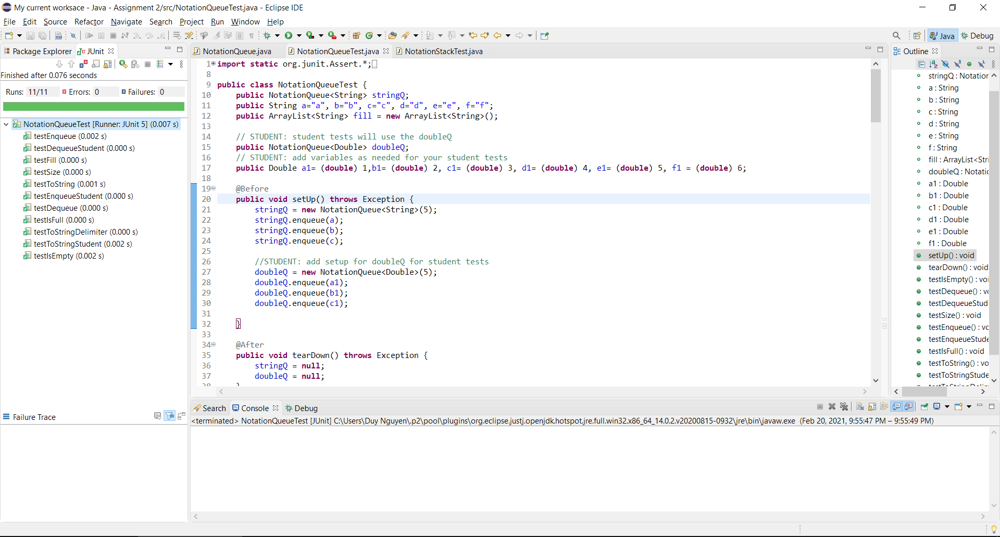 My current worksace - Java - Assignment 2/src/NotationQueueTest.java - Eclipse IDE
File Edit Source Refactor Navigate Search Project Run Window Help
Java Debug
Package Explorer JUnit
Finished after 0.076 seconds
Runs: 11/11 Errors: 0 Failures: 0
NotationQueueTest [Runner: JUnit 5] (0.007 s)
testEnqueue (0.002 s)
testDequeueStudent (0.000 s)
testFill (0.000 s)
testSize (0.000 s)
testToString (0.001 s)
testEnqueueStudent (0.000 s)
testDequeue (0.000 s)
testIsFull (0.000 s)
testToStringDelimiter (0.000 s)
testToStringStudent (0.002 s)
testIsEmpty (0.002 s)
Failure Trace
NotationQueue.java NotationQueueTest.java NotationStackTest.java
1 import static org.junit.Assert.*;
8
9 public class NotationQueueTest {
10 public NotationQueue<String> stringQ;
11 public String a="a", b="b", c="c", d="d", e="e", f="f";
12 public ArrayList<String> fill = new ArrayList<String>();
13
14 // STUDENT: student tests will use the doubleQ
15 public NotationQueue<Double> doubleQ;
16 // STUDENT: add variables as needed for your student tests
17 public Double a1= (double) 1,b1= (double) 2, c1= (double) 3, d1= (double) 4, e1= (double) 5, f1 = (double) 6;
18
19 @Before
20 public void setUp() throws Exception {
21 stringQ = new NotationQueue<String>(5);
22 stringQ.enqueue(a);
23 stringQ.enqueue(b);
24 stringQ.enqueue(c);
25
26 //STUDENT: add setup for doubleQ for student tests
27 doubleQ = new NotationQueue<Double>(5);
28 doubleQ.enqueue(a1);
29 doubleQ.enqueue(b1);
30 doubleQ.enqueue(c1);
31
32 }
33
34 @After
35 public void tearDown() throws Exception {
36 stringQ = null;
37 doubleQ = null;
38 }
Outline
stringQ : Notation
a : String
b : String
c : String
d : String
e : String
f : String
fill : ArrayList<Stri
doubleQ : Notatio
a1 : Double
b1 : Double
c1 : Double
d1 : Double
e1 : Double
f1 : Double
setUp() : void
tearDown() : void
testIsEmpty() : voi
testDequeue() : vo
testDequeueStud
testSize() : void
testEnqueue() : vo
testEnqueueStude
testIsFull() : void
testToString() : vo
testToStringStude
testToStringDelim
Search Console Debug
<terminated> NotationQueueTest [JUnit] C:\Users\Duy Nguyen\.p2\pool\plugins\org.eclipse.justj.openjdk.hotspot.jre.full.win32.x86_64_14.0.2.v20200815-0932\jre\bin\javaw.exe (Feb 20, 2021, 9:55:47 PM – 9:55:49 PM)